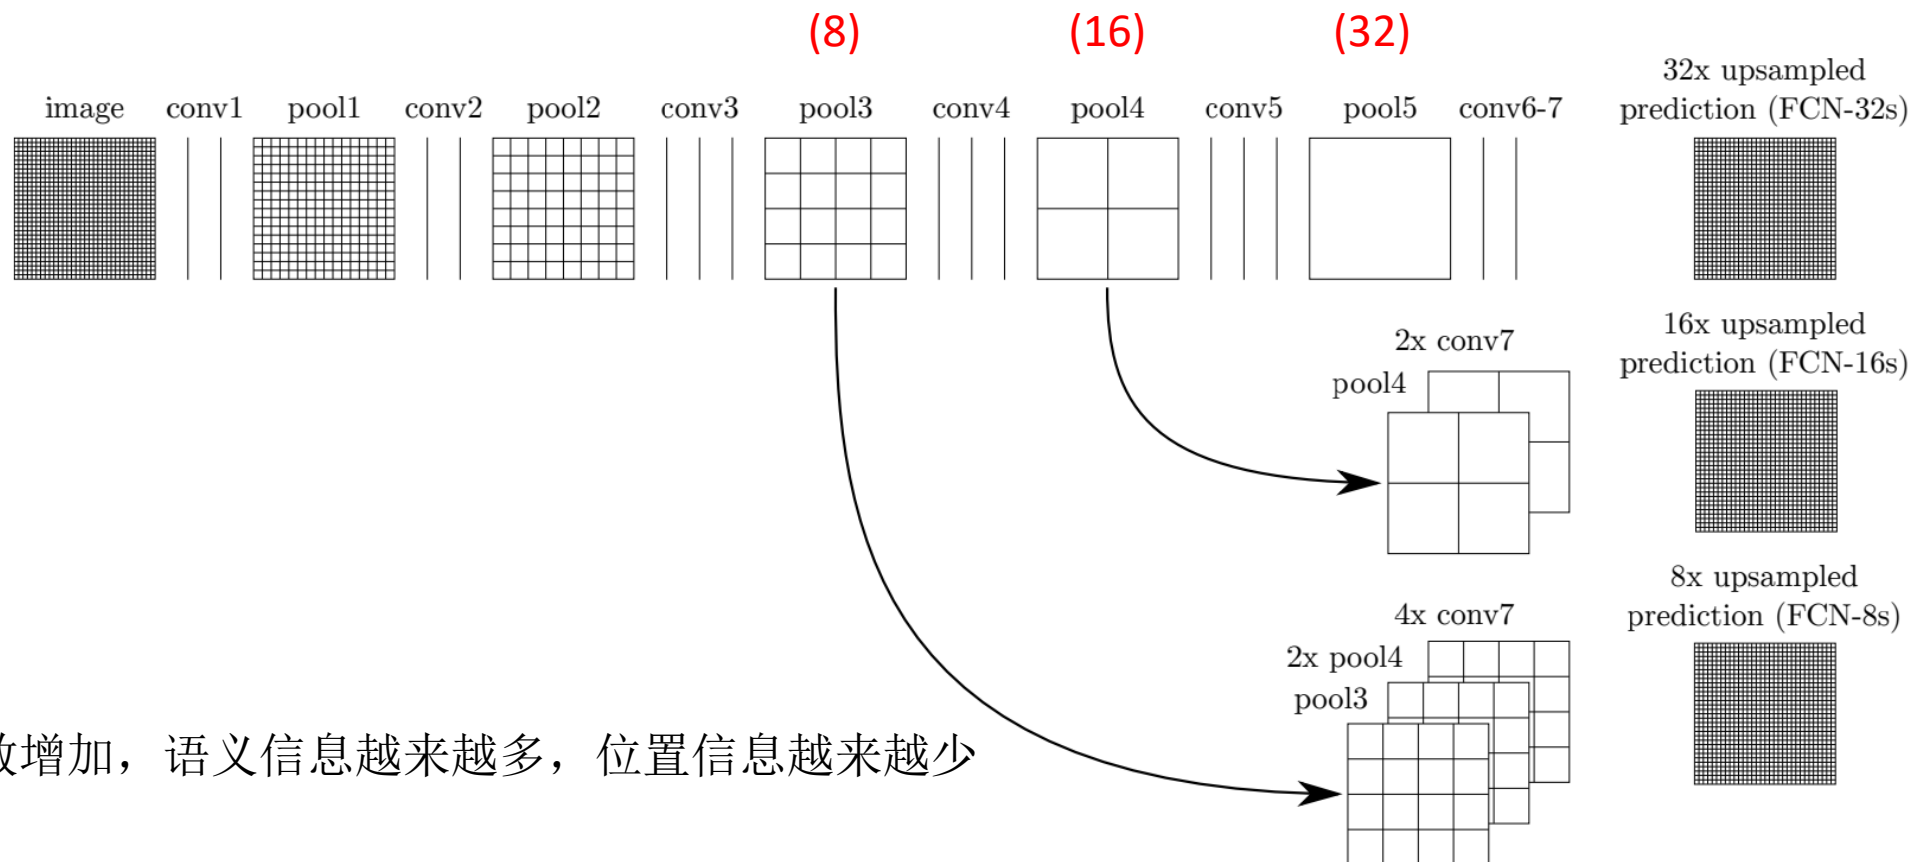 (8) (16) (32)
image conv1 pool1 conv2 pool2 conv3 pool3 conv4 pool4 conv5 pool5 conv6-7
32x upsampled
prediction (FCN-32s)
16x upsampled
prediction (FCN-16s)
2x conv7
pool4
8x upsampled
prediction (FCN-8s)
4x conv7
2x pool4
pool3
增加，语义信息越来越多，位置信息越来越少